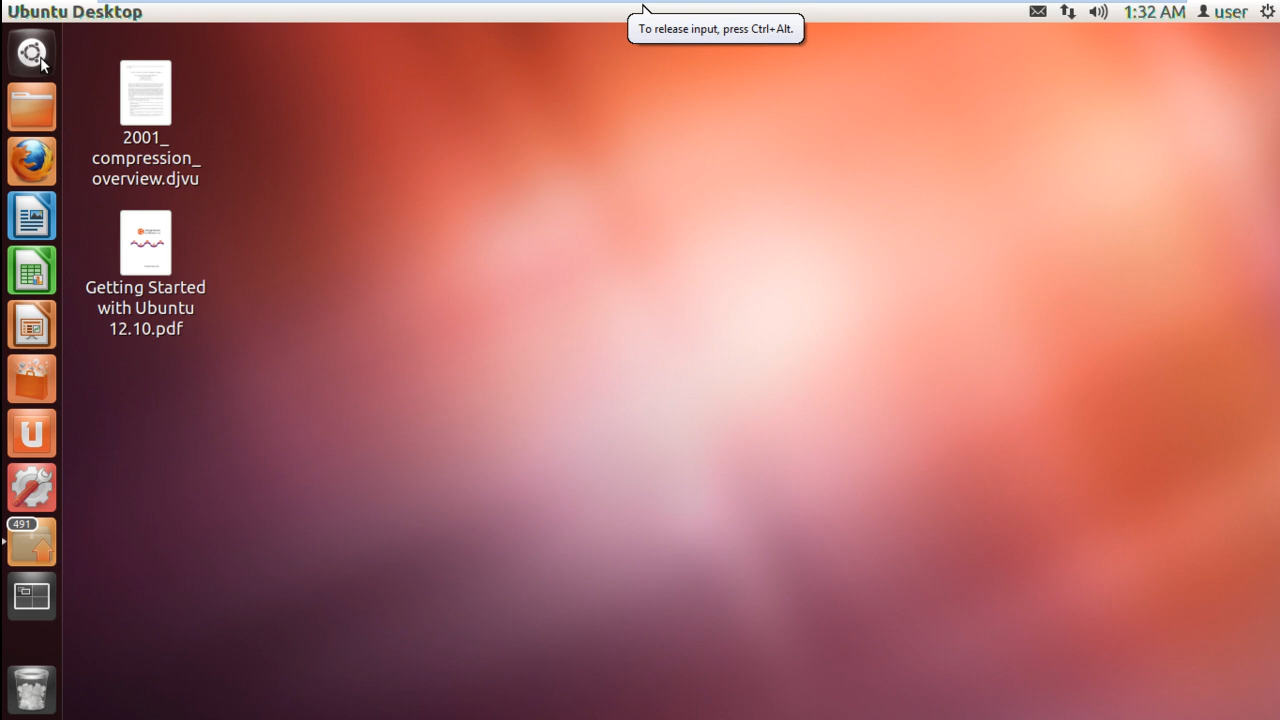 Ubuntu Desktop
1:32 AM
user
To release input, press Ctrl+Alt.
2001_
compression_
overview.djvu
Getting Started
with Ubuntu
12.10.pdf
491